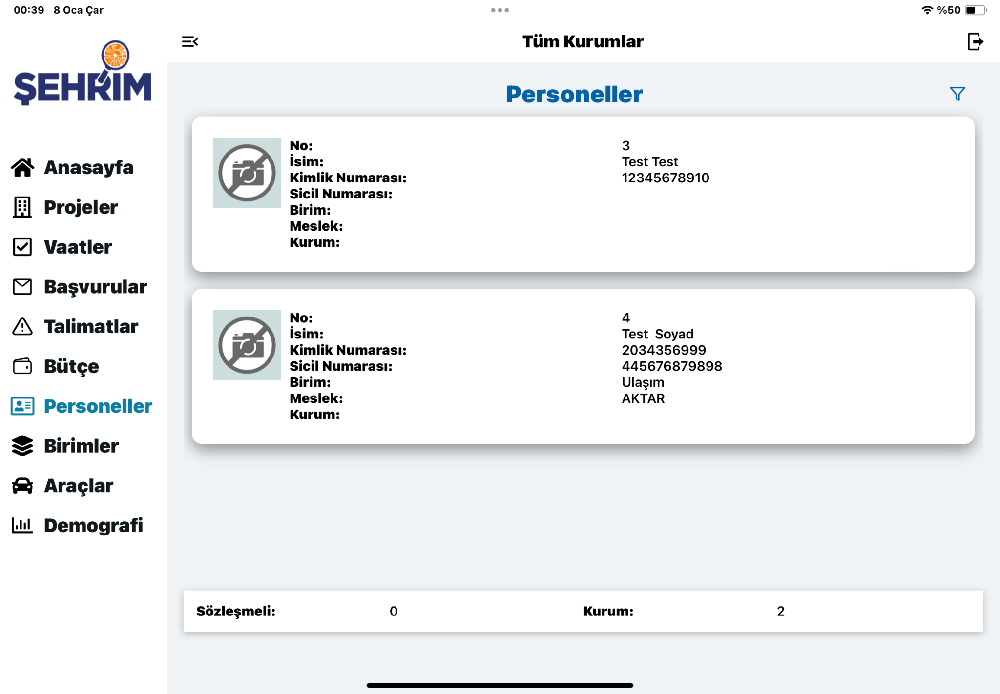 00:39 8 Oca Çar
%50
ŞEHRİM
Tüm Kurumlar
Personeller
Anasayfa
Projeler
Vaatler
Başvurular
Talimatlar
Bütçe
Personeller
Birimler
Araçlar
Demografi
No: 3
İsim: Test Test
Kimlik Numarası: 12345678910
Sicil Numarası:
Birim:
Meslek:
Kurum:
No: 4
İsim: Test  Soyad
Kimlik Numarası: 2034356999
Sicil Numarası: 445676879898
Birim: Ulaşım
Meslek: AKTAR
Kurum:
Sözleşmeli: 0 Kurum: 2